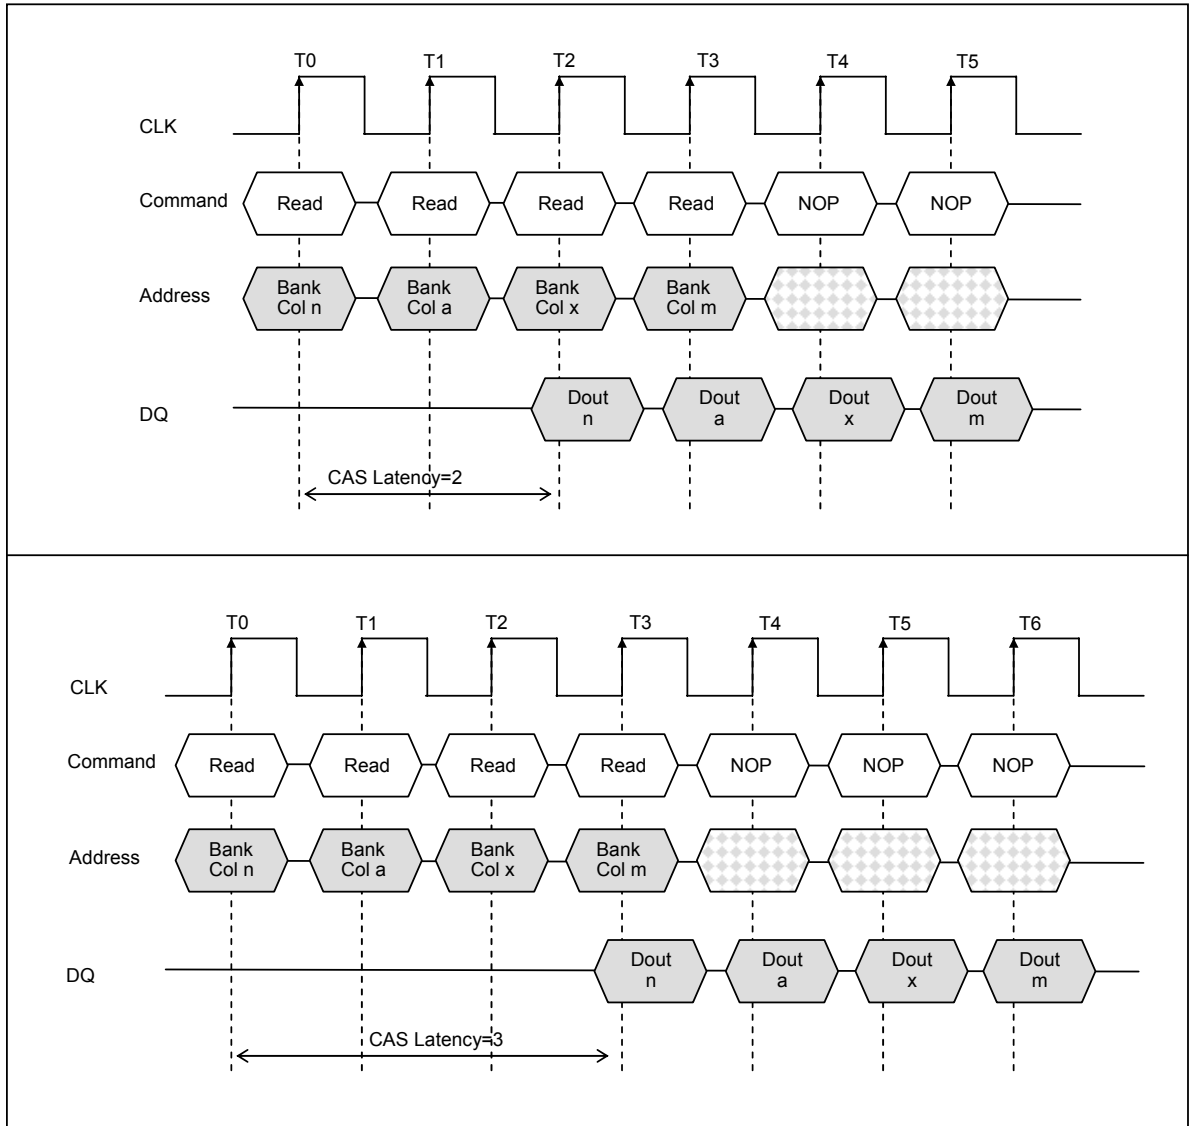 T0 T1 T2 T3 T4 T5
CLK
Command Read Read Read Read NOP NOP
Bank Bank Bank Bank
Address
Col n Col a Col x Col m
Dout Dout Dout Dout
DQ
n a x m
CAS Latency=2
T0 T1 T2 T3 T4 T5 T6
CLK
Command Read Read Read Read NOP NOP NOP
Bank Bank Bank Bank
Address
Col n Col a Col x Col m
Dout Dout Dout Dout
DQ
n a x m
CAS Latency=3